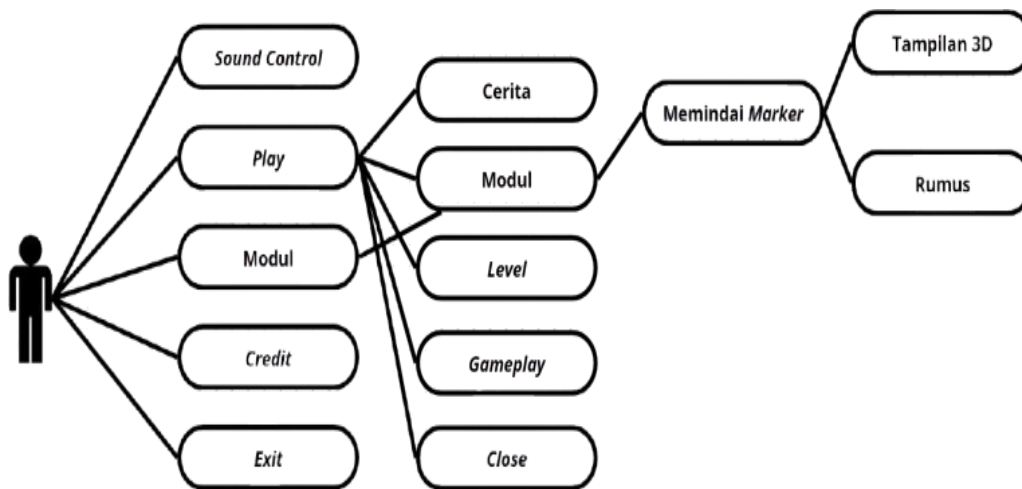 Sound Control
Play
Modul
Credit
Exit
Cerita
Modul
Level
Gameplay
Close
Memindai Marker
Tampilan 3D
Rumus